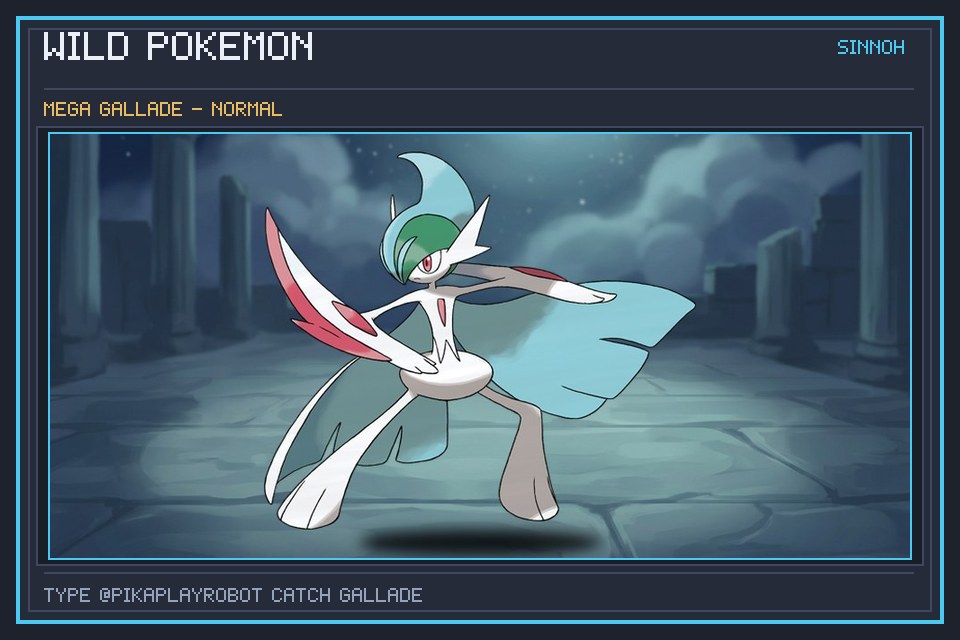 WILD POKEMON
SINNOH
MEGA GALLADE - NORMAL
TYPE @PIKAPLAYROBOT CATCH GALLADE